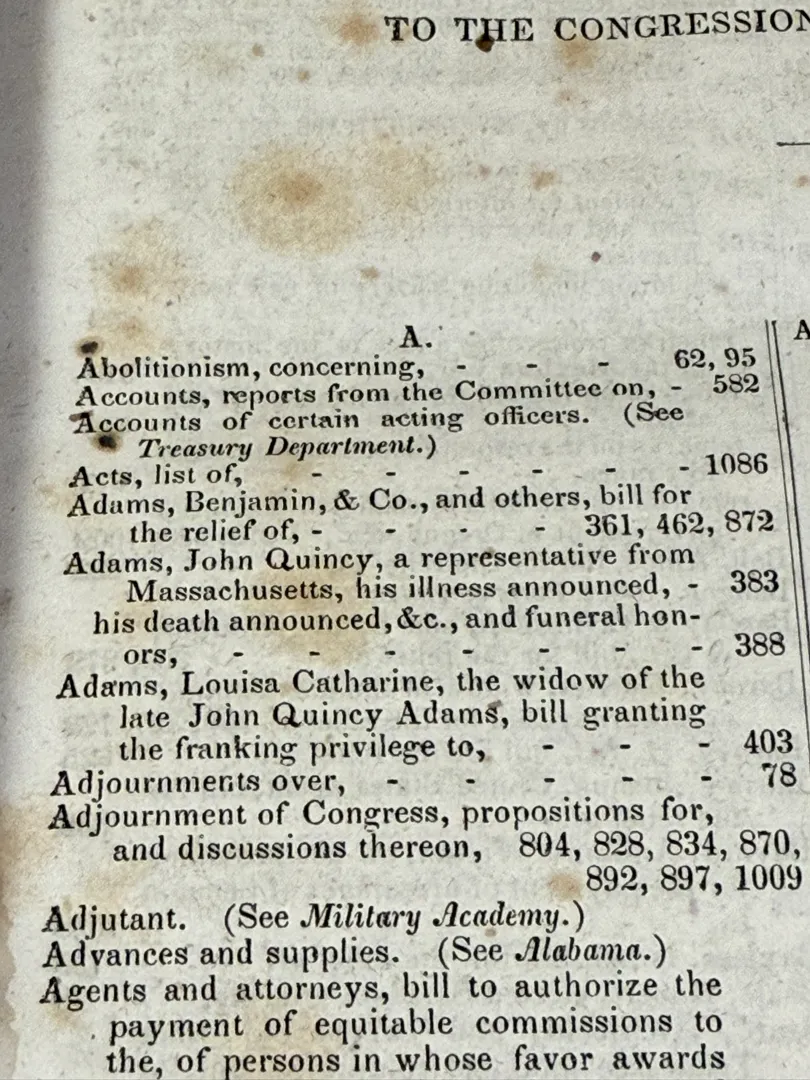 TO THE CONGRESSION
A.
Abolitionism, concerning, - - - 62, 95
Accounts, reports from the Committee on, - 582
Accounts of certain acting officers. (See
Treasury Department.)
Acts, list of, - - - - - - 1086
Adams, Benjamin, & Co., and others, bill for
the relief of, - - - - 361, 462, 872
Adams, John Quincy, a representative from
Massachusetts, his illness announced, - 383
his death announced, &c., and funeral hon-
ors, - - - - - - - 388
Adams, Louisa Catharine, the widow of the
late John Quincy Adams, bill granting
the franking privilege to, - - - 403
Adjournments over, - - - - - 78
Adjournment of Congress, propositions for,
and discussions thereon, 804, 828, 834, 870,
892, 897, 1009
Adjutant. (See Military Academy.)
Advances and supplies. (See Alabama.)
Agents and attorneys, bill to authorize the
payment of equitable commissions to
the, of persons in whose favor awards
A